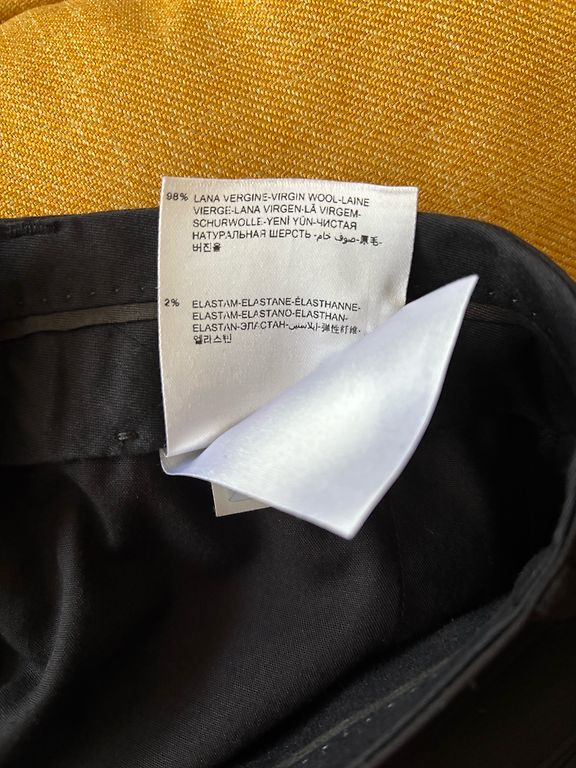 98% LANA VERGINE-VIRGIN WOOL-LAINE
VIERGE-LANA VIRGEN-LÃ VIRGEM-
SCHURWOLLE-YENİ YÜN-ЧИСТАЯ
НАТУРАЛЬНАЯ ШЕРСТЬ-صوف خام-原毛-
버진울
2% ELASTAM-ELASTANE-ÉLASTHANNE-
ELASTAM-ELASTANO-ELASTHAN-
ELASTAN-ЭЛАСТАН-ايلاستين-弹性纤维-
엘라스틴